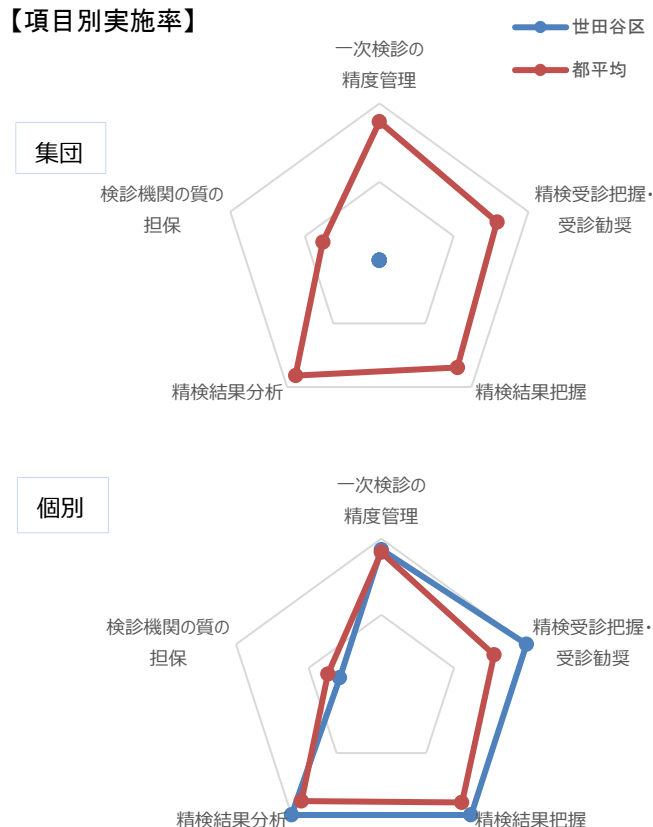 【項目別実施率】
世田谷区
都平均
集団
一次検診の
精度管理
精検受診把握・
受診勧奨
精検結果把握
精検結果分析
検診機関の質の
担保
個別
一次検診の
精度管理
精検受診把握・
受診勧奨
精検結果把握
精検結果分析
検診機関の質の
担保